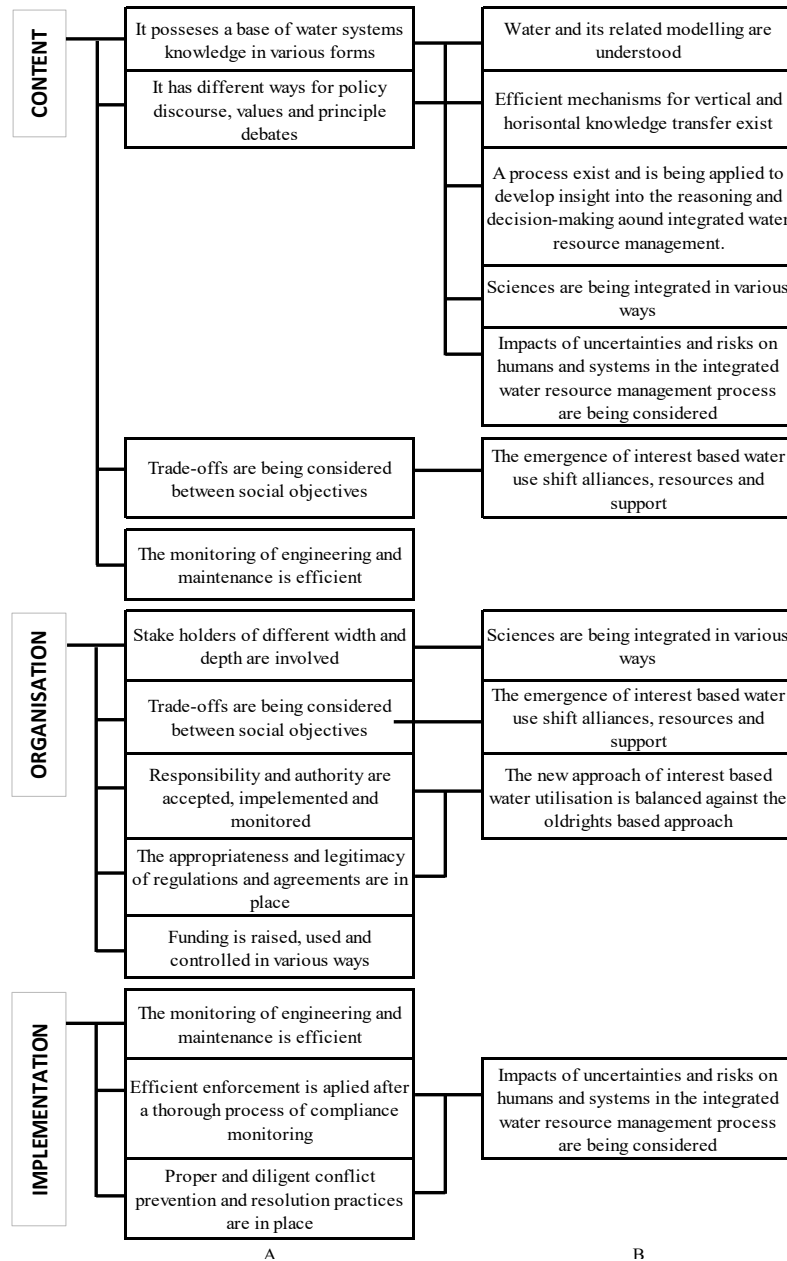 CONTENT
It posseses a base of water systems
knowledge in various forms
It has different ways for policy
discourse, values and principle
debates
Trade-offs are being considered
between social objectives
The monitoring of engineering and
maintenance is efficient
Water and its related modelling are
understood
Efficient mechanisms for vertical and
horisontal knowledge transfer exist
A process exist and is being applied to
develop insight into the reasoning and
decision-making aound integrated water
resource management.
Sciences are being integrated in various
ways
Impacts of uncertainties and risks on
humans and systems in the integrated
water resource management process
are being considered
The emergence of interest based water
use shift alliances, resources and
support
ORGANISATION
Stake holders of different width and
depth are involved
Trade-offs are being considered
between social objectives
Responsibility and authority are
accepted, impelemented and
monitored
The appropriateness and legitimacy
of regulations and agreements are in
place
Funding is raised, used and
controlled in various ways
Sciences are being integrated in various
ways
The emergence of interest based water
use shift alliances, resources and
support
The new approach of interest based
water utilisation is balanced against the
oldrights based approach
IMPLEMENTATION
The monitoring of engineering and
maintenance is efficient
Efficient enforcement is aplied after
a thorough process of compliance
monitoring
Proper and diligent conflict
prevention and resolution practices
are in place
Impacts of uncertainties and risks on
humans and systems in the integrated
water resource management process
are being considered
A
B